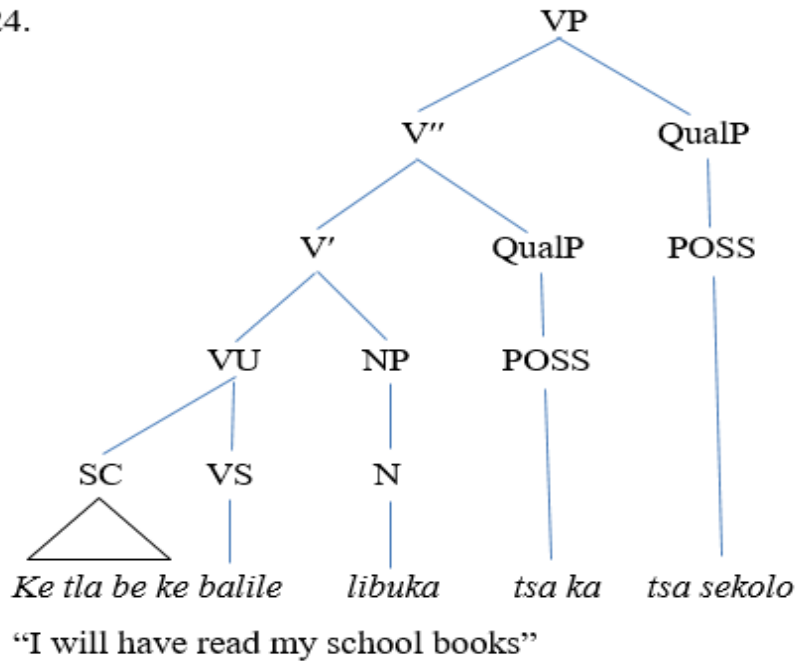 24.
VP
V″ QualP
V′ QualP POSS
VU NP POSS
SC VS N
Ke tla be ke balile libuka tsa ka tsa sekolo
“I will have read my school books”